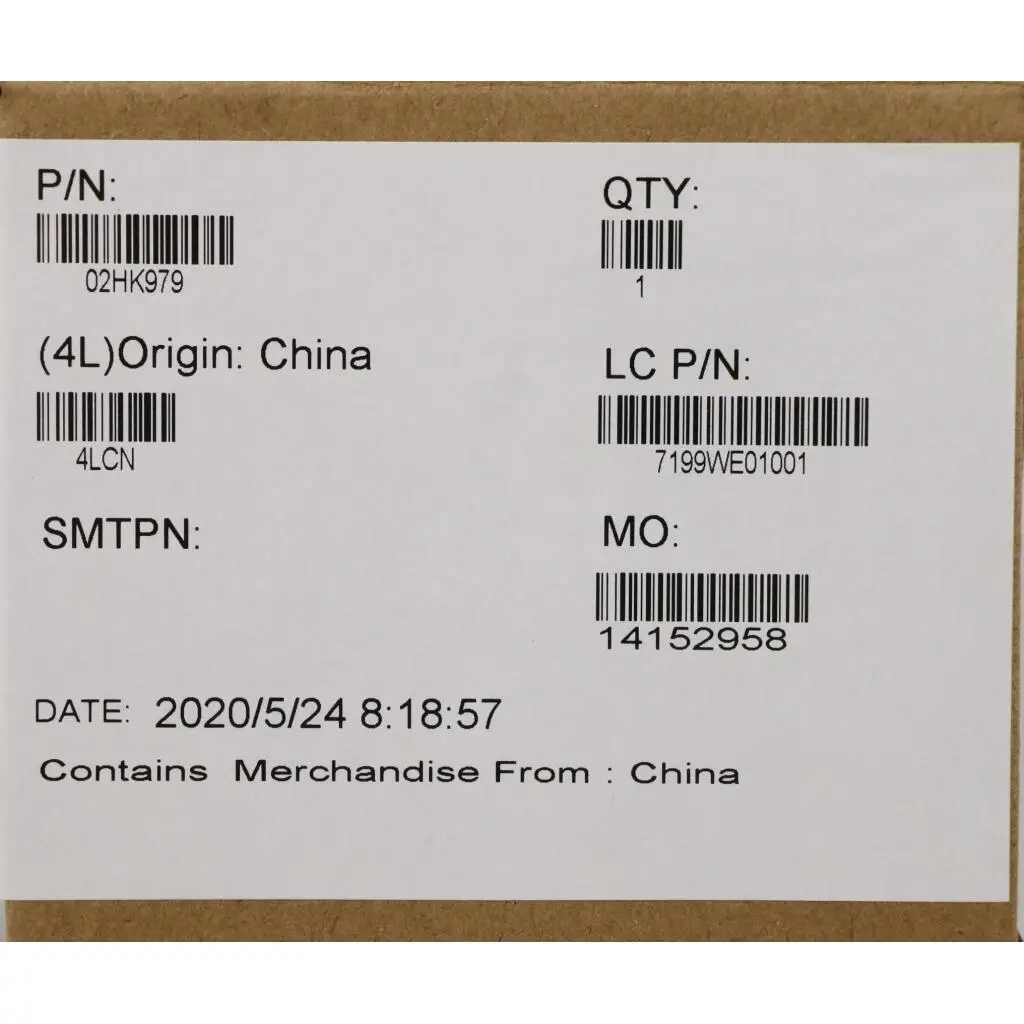 P/N:
02HK979
QTY:
1
(4L)Origin: China
4LCN
LC P/N:
7199WE01001
SMTPN:
MO:
14152958
DATE: 2020/5/24 8:18:57
Contains Merchandise From : China